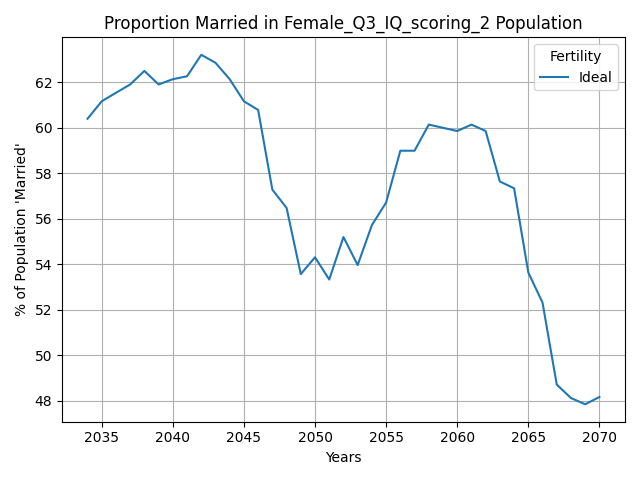 Proportion Married in Female_Q3_IQ_scoring_2 Population
Fertility
Ideal
% of Population 'Married'
62
60
58
56
54
52
50
48
2035 2040 2045 2050 2055 2060 2065 2070
Years